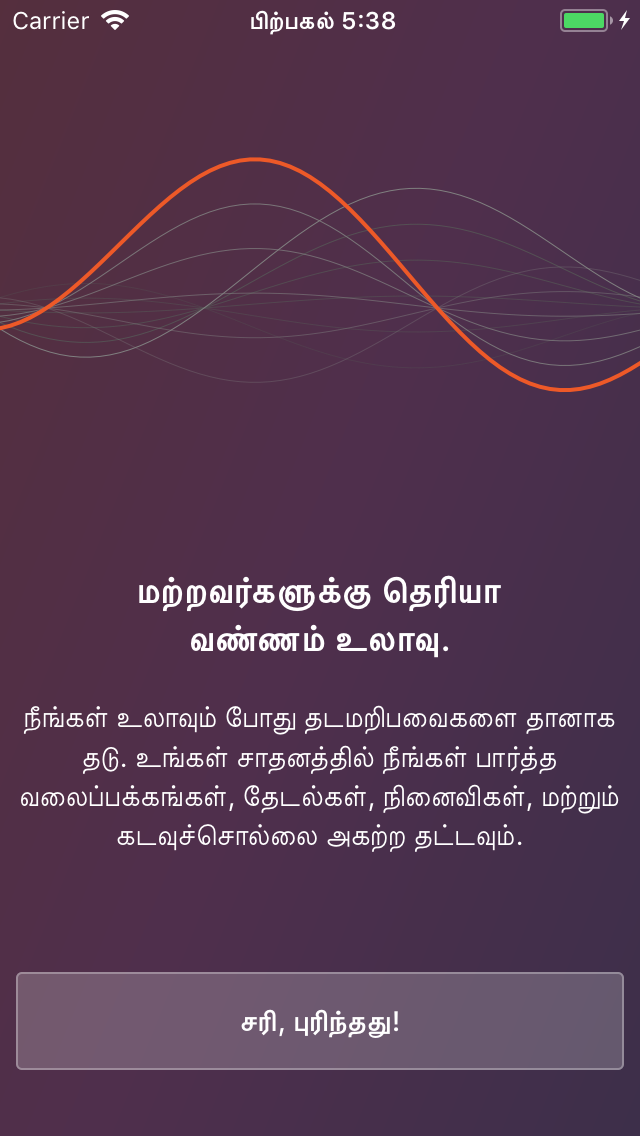 Carrier பிற்பகல் 5:38
மற்றவர்களுக்கு தெரியா
வண்ணம் உலாவு.
நீங்கள் உலாவும் போது தடமறிபவைகளை தானாக
தடு. உங்கள் சாதனத்தில் நீங்கள் பார்த்த
வலைப்பக்கங்கள், தேடல்கள், நினைவிகள், மற்றும்
கடவுச்சொல்லை அகற்ற தட்டவும்.
சரி, புரிந்தது!